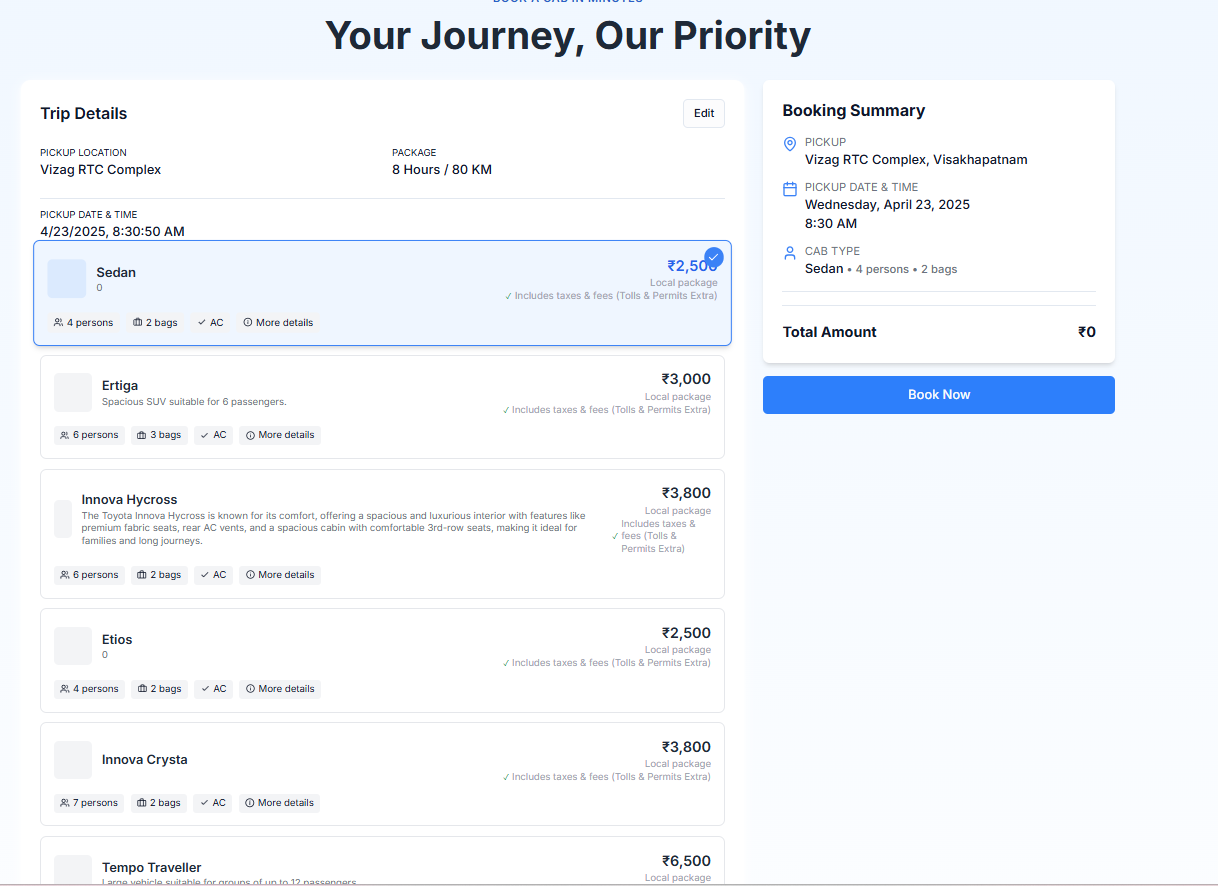 BOOK A CAB IN MINUTES
Your Journey, Our Priority
Trip Details
Edit
PICKUP LOCATION
Vizag RTC Complex
PACKAGE
8 Hours / 80 KM
PICKUP DATE & TIME
4/23/2025, 8:30:50 AM
Sedan
0
₹2,500
Local package
✓ Includes taxes & fees (Tolls & Permits Extra)
4 persons
2 bags
AC
More details
Ertiga
Spacious SUV suitable for 6 passengers.
₹3,000
Local package
✓ Includes taxes & fees (Tolls & Permits Extra)
6 persons
3 bags
AC
More details
Innova Hycross
The Toyota Innova Hycross is known for its comfort, offering a spacious and luxurious interior with features like
premium fabric seats, rear AC vents, and a spacious cabin with comfortable 3rd-row seats, making it ideal for
families and long journeys.
₹3,800
Local package
Includes taxes &
✓ fees (Tolls &
Permits Extra)
6 persons
2 bags
AC
More details
Etios
0
₹2,500
Local package
✓ Includes taxes & fees (Tolls & Permits Extra)
4 persons
2 bags
AC
More details
Innova Crysta
₹3,800
Local package
✓ Includes taxes & fees (Tolls & Permits Extra)
7 persons
2 bags
AC
More details
Tempo Traveller
Large vehicle suitable for groups of up to 12 passengers.
₹6,500
Local package
Booking Summary
PICKUP
Vizag RTC Complex, Visakhapatnam
PICKUP DATE & TIME
Wednesday, April 23, 2025
8:30 AM
CAB TYPE
Sedan • 4 persons • 2 bags
Total Amount
₹0
Book Now